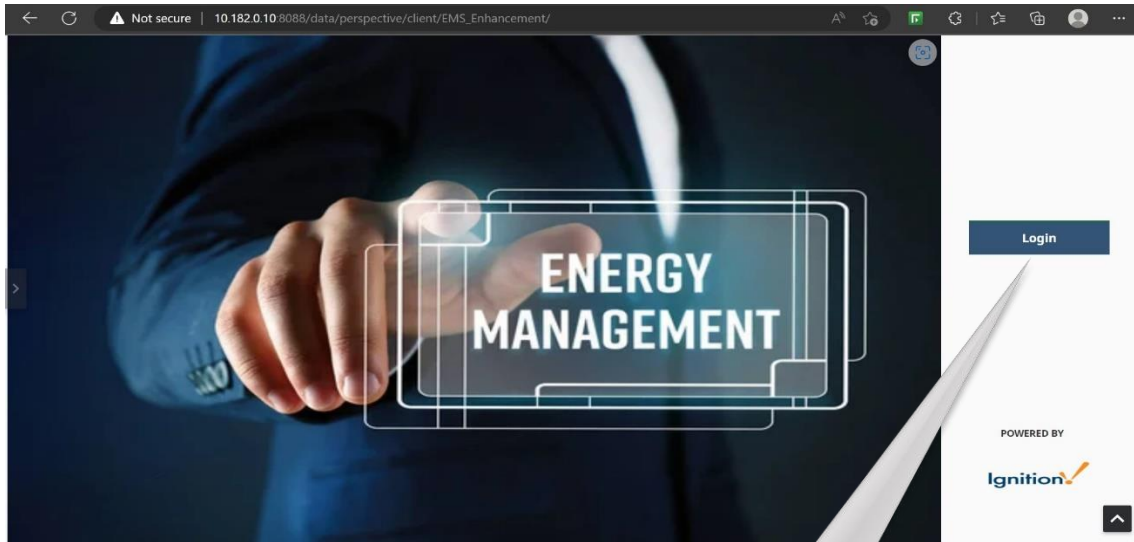 Not secure | 10.182.0.10:8088/data/perspective/client/EMS_Enhancement/
ENERGY
MANAGEMENT
Login
POWERED BY
Ignition!